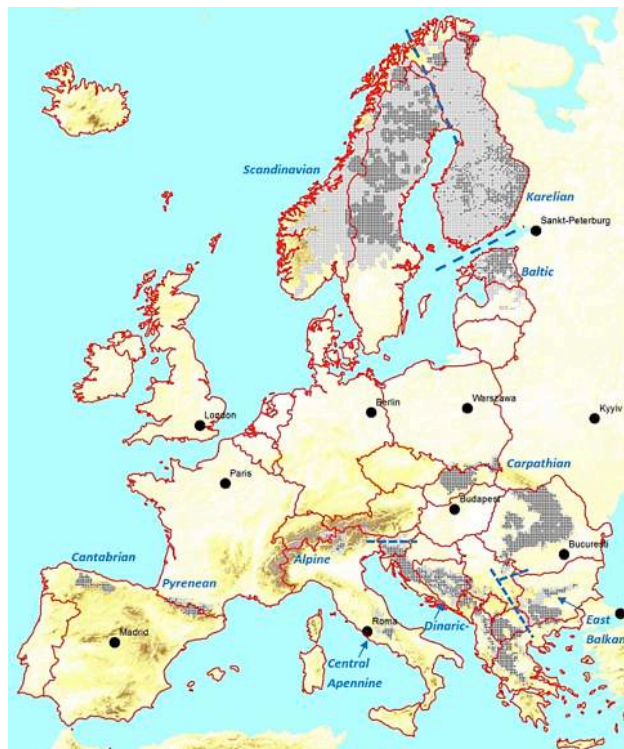 Scandinavian
Karelian
Sankt-Peterburg
Baltic
London
Berlin
Warszawa
Kyyiv
Paris
Carpathian
Budapest
Cantabrian
Pyrenean
Alpine
Bucuresti
Madrid
Roma
Dinaric-
East
Balkan
Central
Apennine